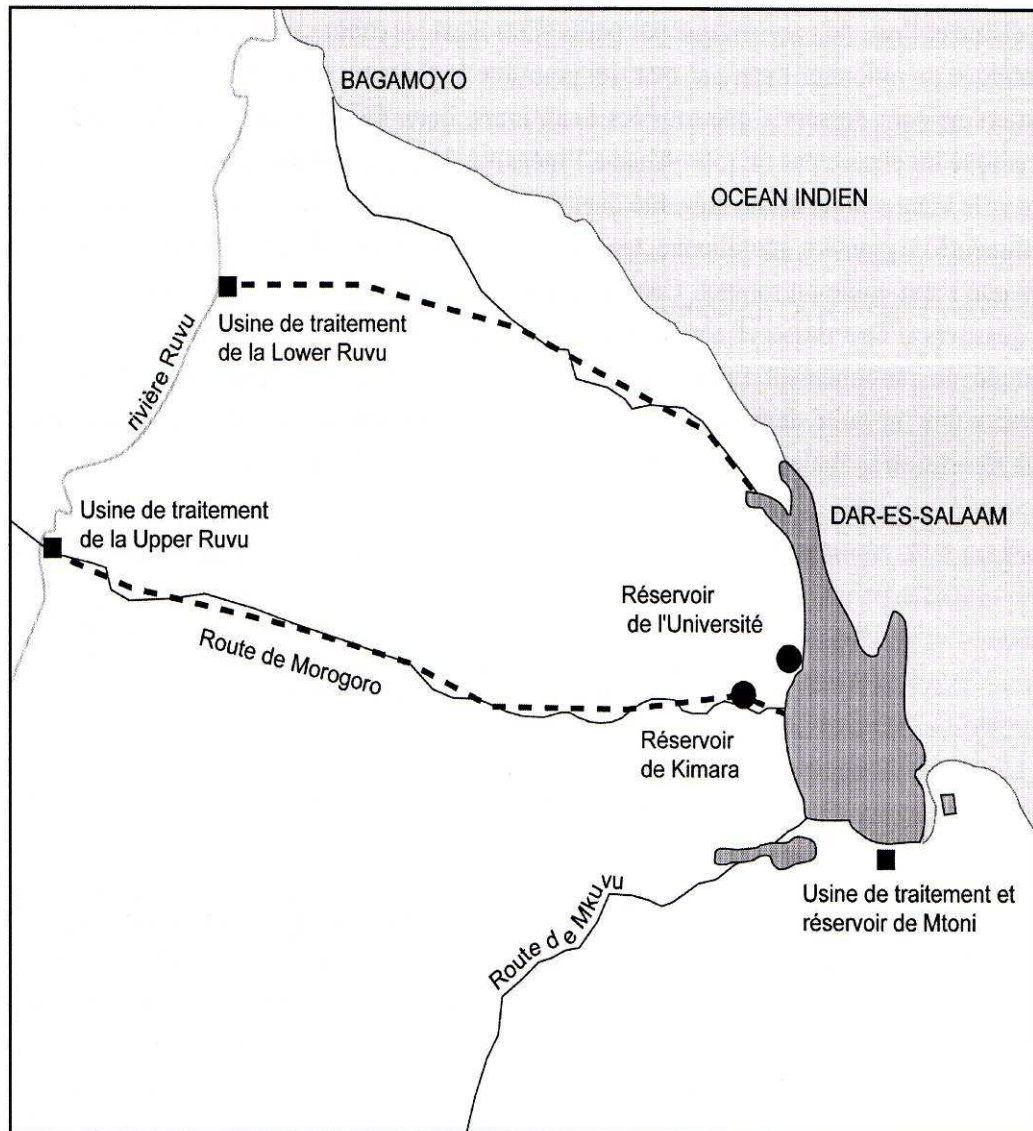 BAGAMOYO
OCEAN INDIEN
Usine de traitement
de la Lower Ruvu
rivière Ruvu
Usine de traitement
de la Upper Ruvu
DAR-ES-SALAAM
Réservoir
de l'Université
Route de Morogoro
Réservoir
de Kimara
Usine de traitement et
réservoir de Mtoni
Route de Mkuvu